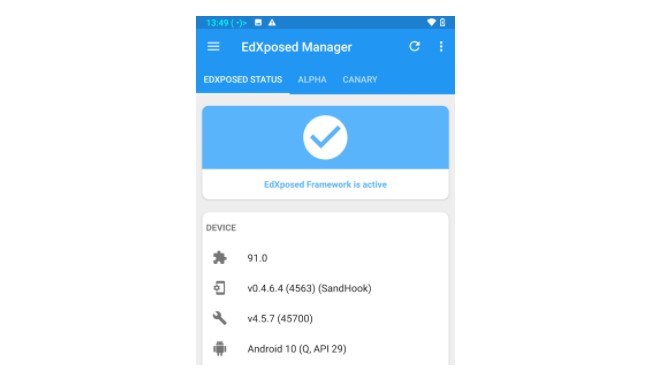 13:49 (·)>
EdXposed Manager
EDXPOSED STATUS ALPHA CANARY
EdXposed Framework is active
DEVICE
91.0
v0.4.6.4 (4563) (SandHook)
v4.5.7 (45700)
Android 10 (Q, API 29)